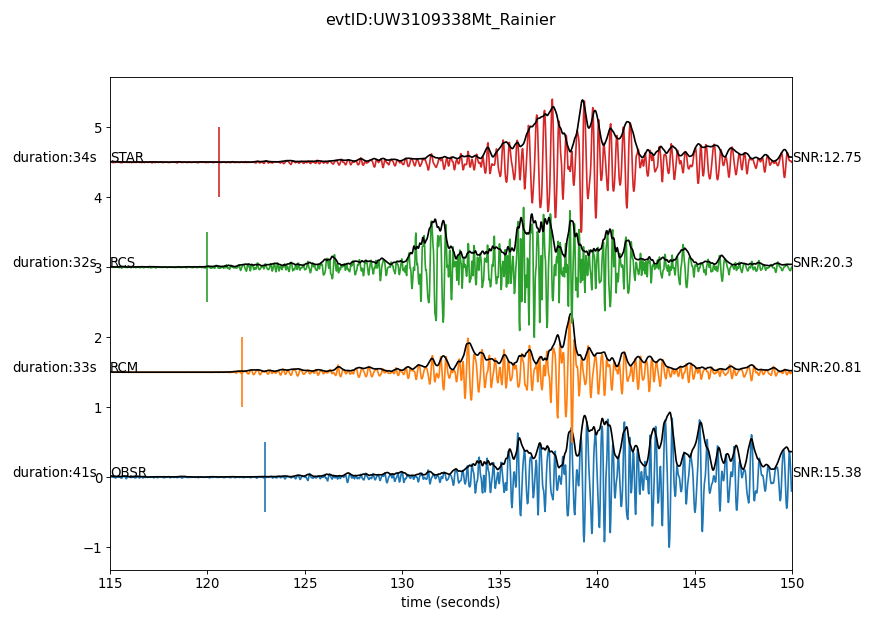 evtID:UW3109338Mt_Rainier
5
duration:34s STAR SNR:12.75
4
duration:32s RCS SNR:20.3
3
2
duration:33s RCM SNR:20.81
1
duration:41s OBSR SNR:15.38
0
−1
115 120 125 130 135 140 145 150
time (seconds)